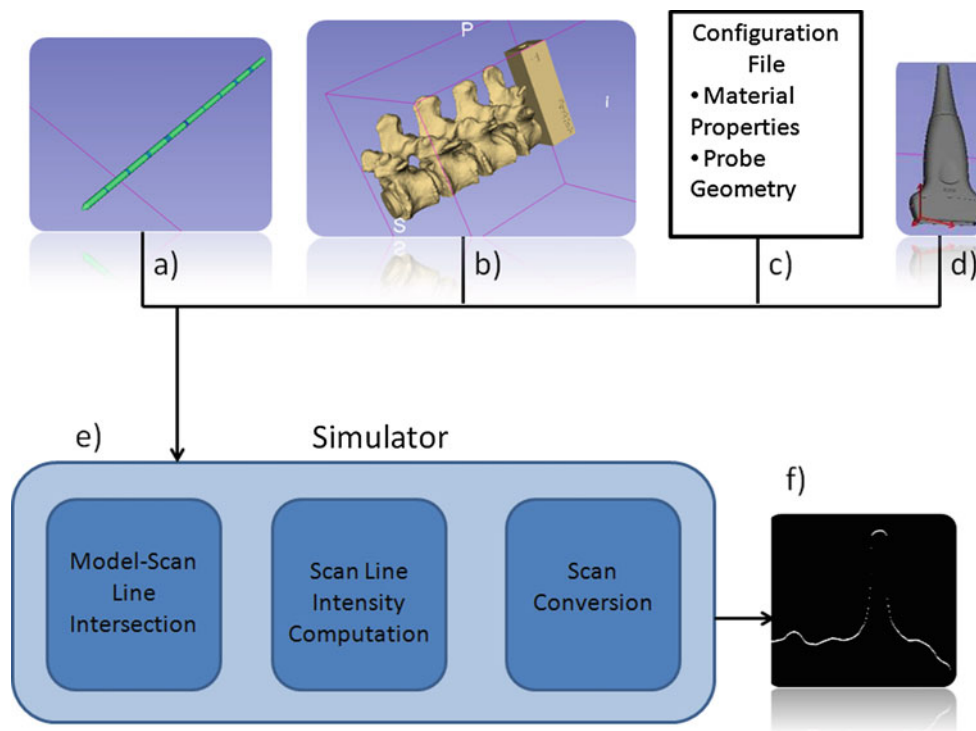 P
I
S
S
Configuration
File
• Material
Properties
• Probe
Geometry
a)
b)
c)
d)
e)
Simulator
f)
Model-Scan
Line
Intersection
Scan Line
Intensity
Computation
Scan
Conversion